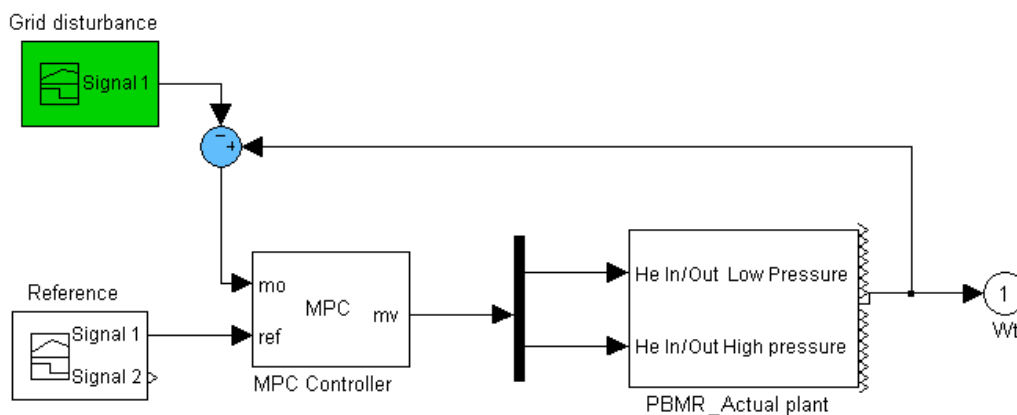 Grid disturbance
Signal 1
−
+
mo
MPC
mv
ref
MPC Controller
Reference
Signal 1
Signal 2
He In/Out Low Pressure
He In/Out High pressure
PBMR_Actual plant
1
Wt